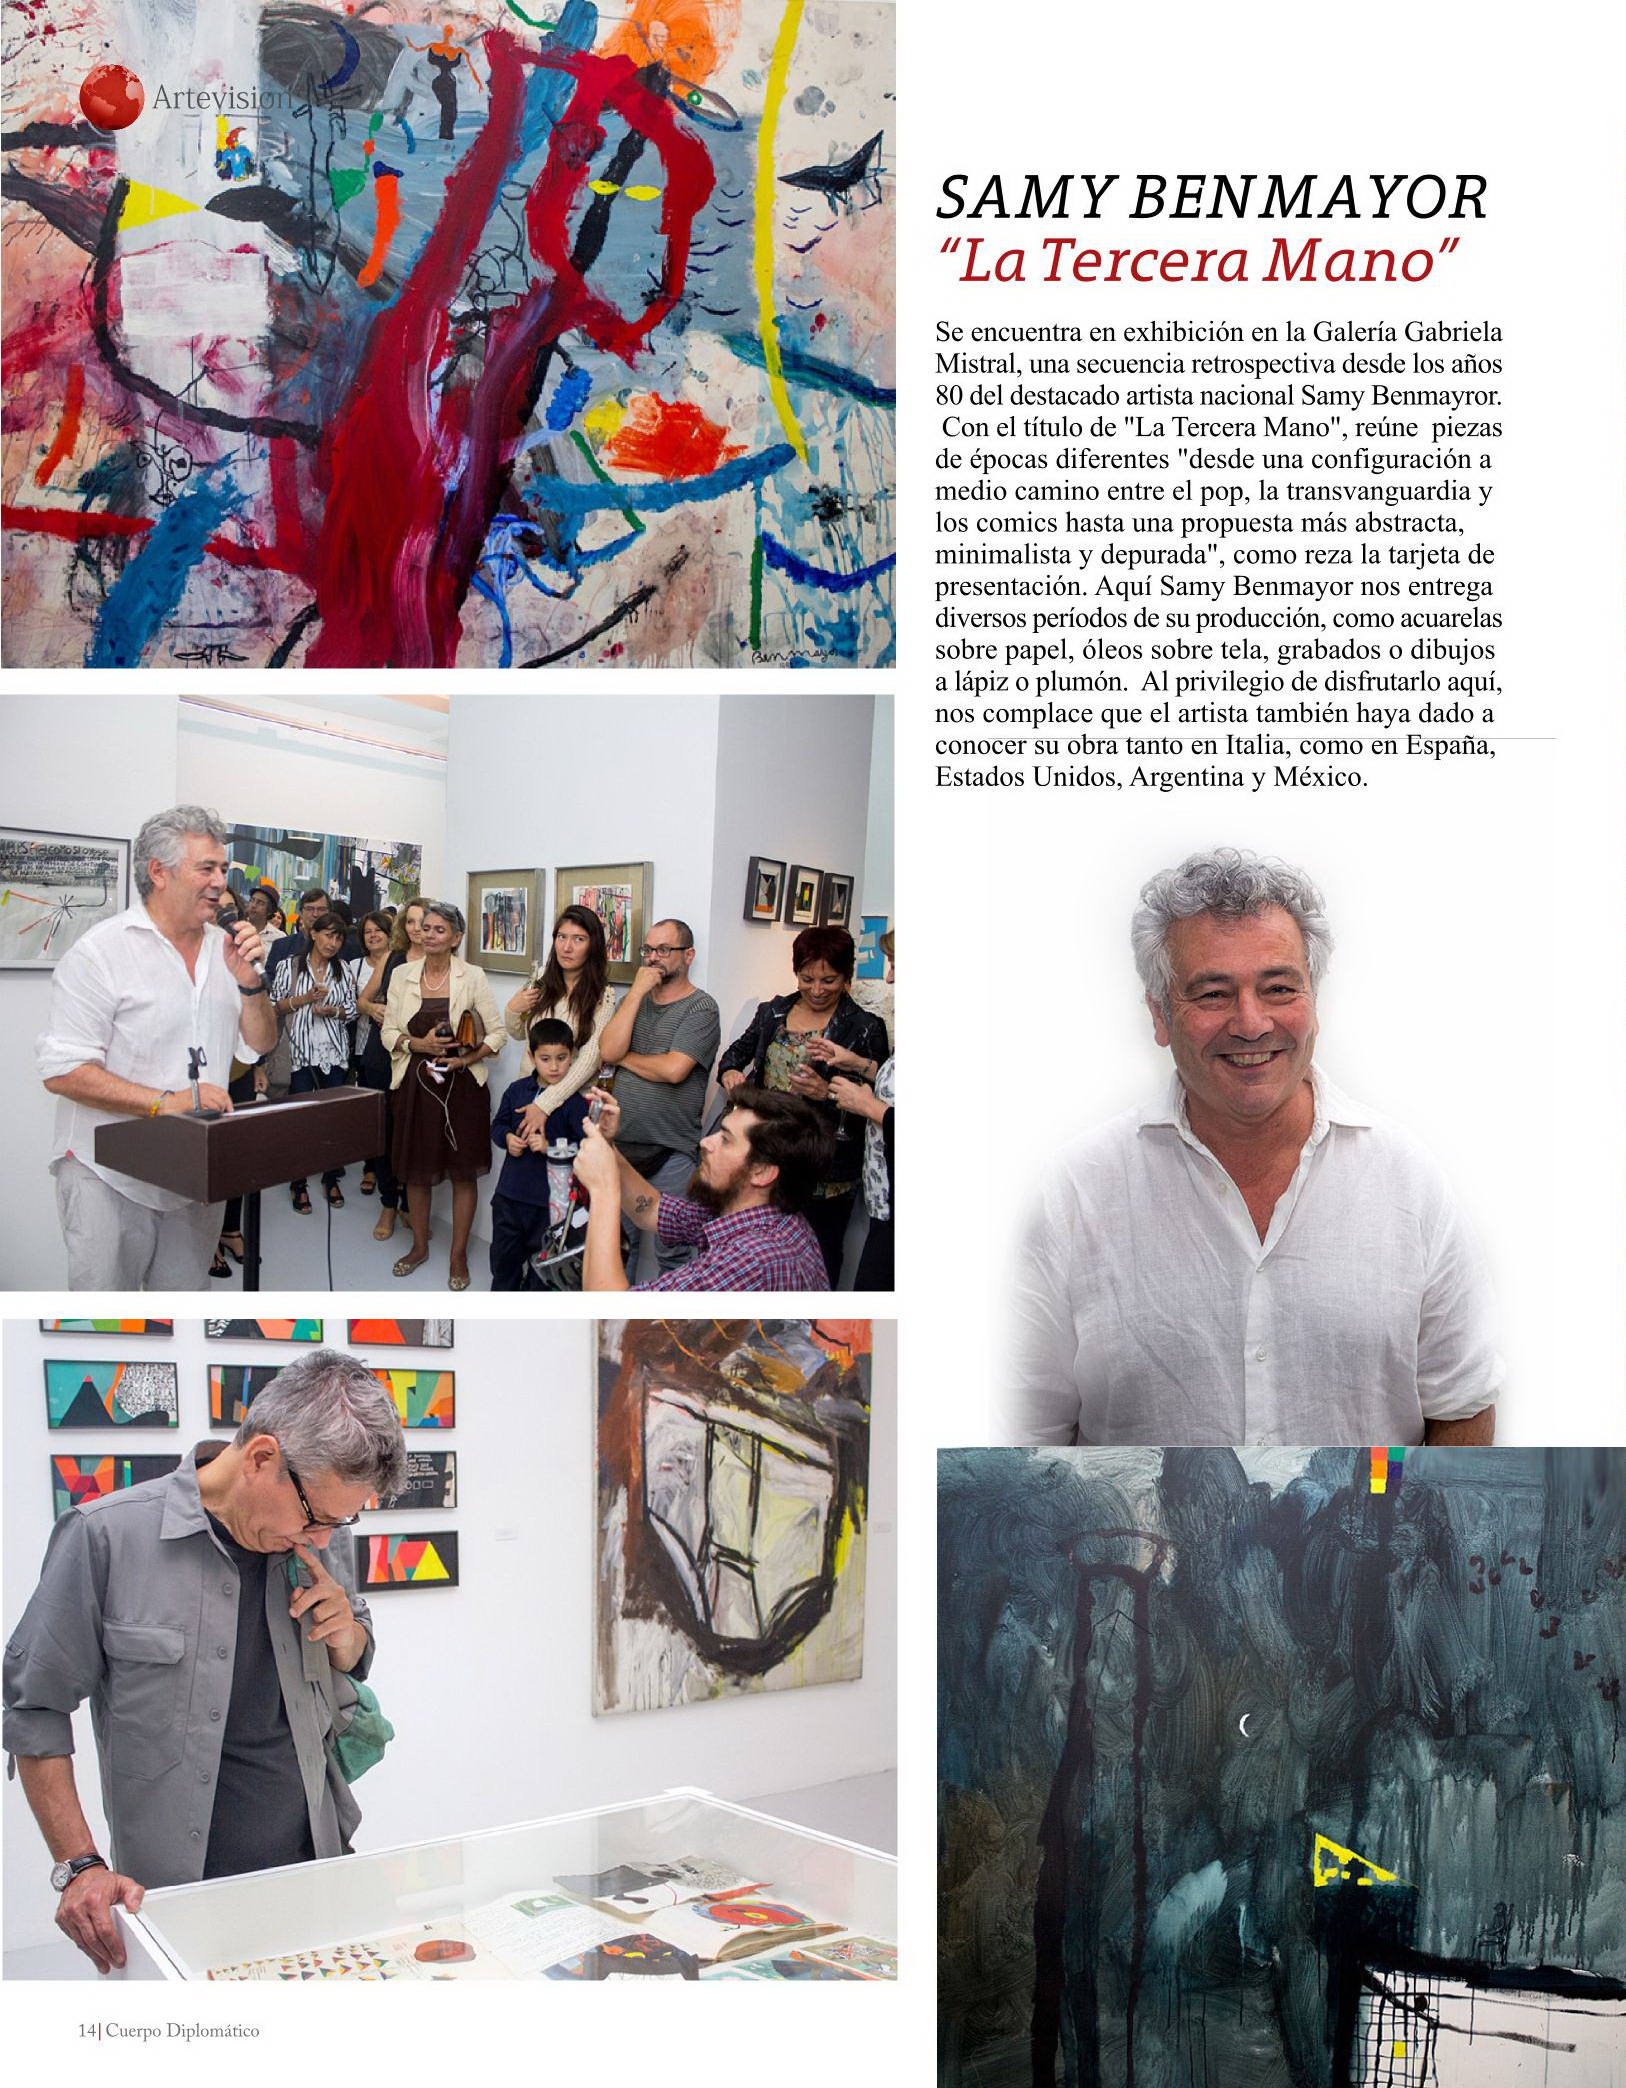 Artevisión
SAMY BENMAYOR
“La Tercera Mano”
Se encuentra en exhibición en la Galería Gabriela
Mistral, una secuencia retrospectiva desde los años
80 del destacado artista nacional Samy Benmayror.
Con el título de "La Tercera Mano", reúne piezas
de épocas diferentes "desde una configuración a
medio camino entre el pop, la transvanguardia y
los comics hasta una propuesta más abstracta,
minimalista y depurada", como reza la tarjeta de
presentación. Aquí Samy Benmayor nos entrega
diversos períodos de su producción, como acuarelas
sobre papel, óleos sobre tela, grabados o dibujos
a lápiz o plumón. Al privilegio de disfrutarlo aquí,
nos complace que el artista también haya dado a
conocer su obra tanto en Italia, como en España,
Estados Unidos, Argentina y México.
Benmayor
14| Cuerpo Diplomático